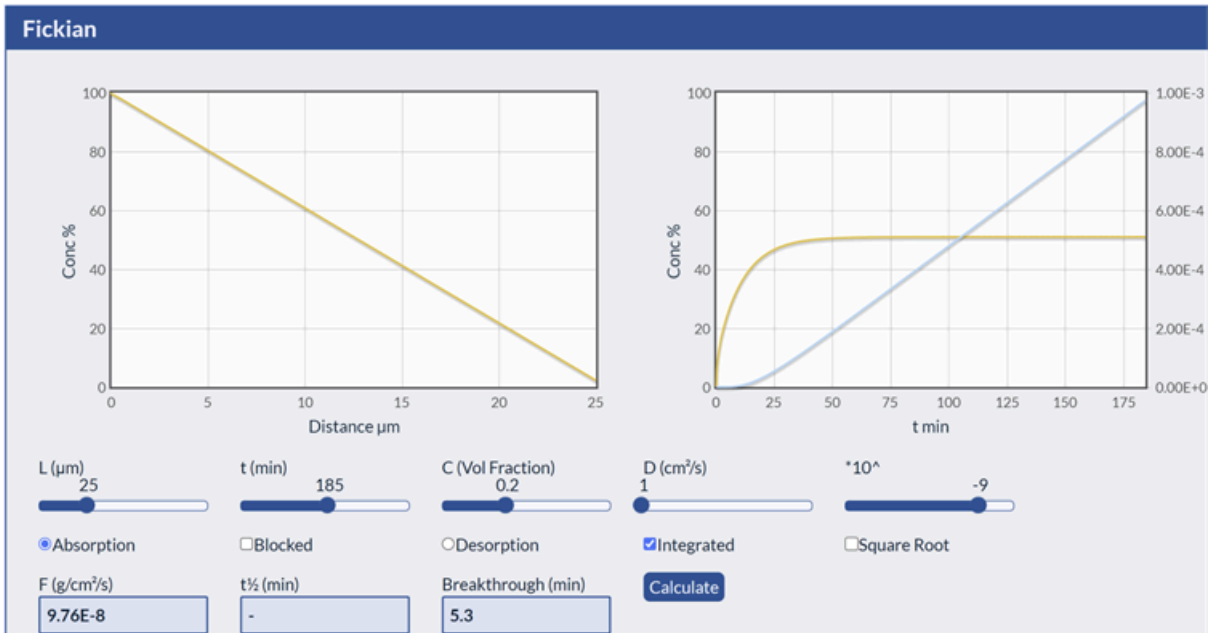 Fickian
100
80
60
40
20
0
Conc %
0 5 10 15 20 25
Distance µm
100
80
60
40
20
0
Conc %
1.00E-3
8.00E-4
6.00E-4
4.00E-4
2.00E-4
0.00E+0
0 25 50 75 100 125 150 175
t min
L (µm) t (min) C (Vol Fraction) D (cm²/s) *10^
25 185 0.2 1 -9
Absorption Blocked Desorption Integrated Square Root
F (g/cm²/s) t½ (min) Breakthrough (min) Calculate
9.76E-8 - 5.3